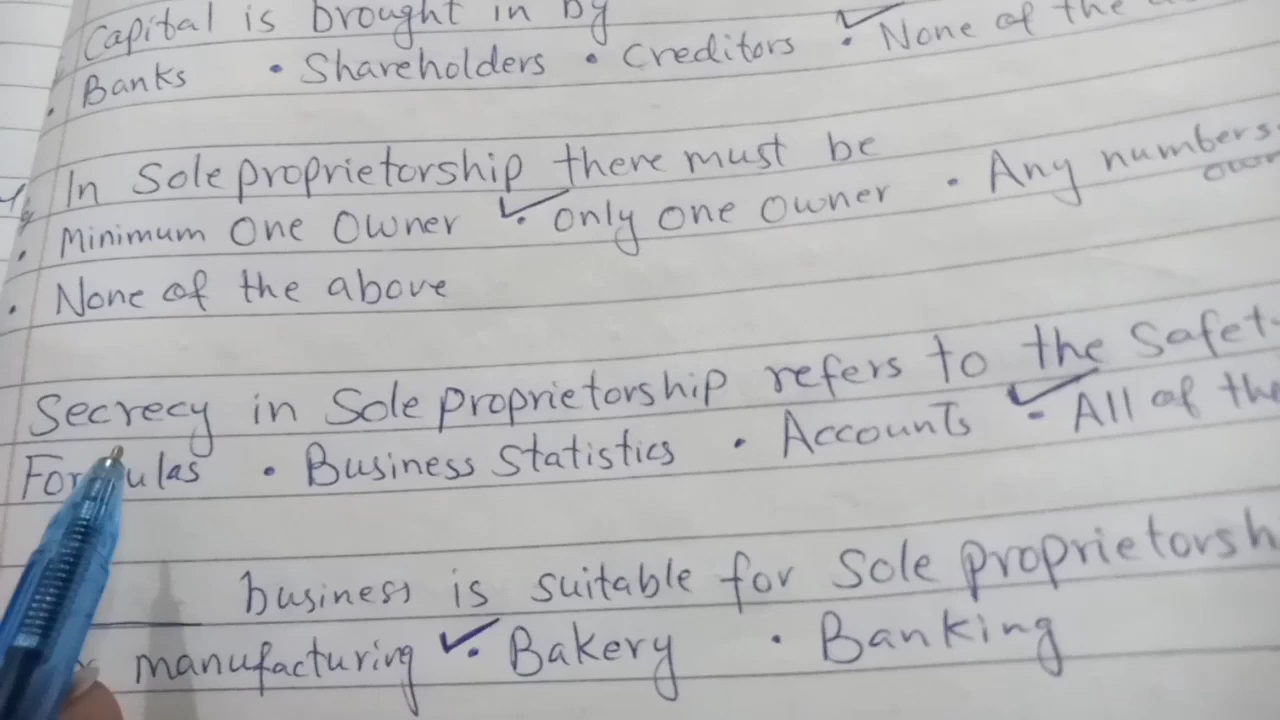 Capital is brought in by
• Banks • Shareholders • Creditors ✓• None of the
In Sole proprietorship there must be
• Minimum One Owner ✓• only one owner • Any numbers
• None of the above
Secrecy in Sole proprietorship refers to the Safet
Formulas • Business Statistics • Accounts ✓• All of the
business is suitable for Sole proprietorsh
manufacturing ✓• Bakery • Banking